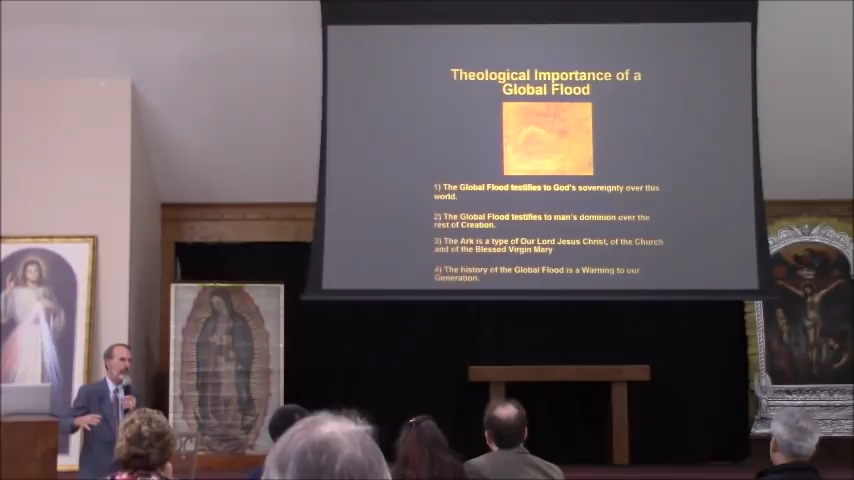 Theological Importance of a
Global Flood
1) The Global Flood testifies to God's sovereignty over this
world.
2) The Global Flood testifies to man's dominion over the
rest of Creation.
3) The Ark is a type of Our Lord Jesus Christ, of the Church
and of the Blessed Virgin Mary
4) The history of the Global Flood is a Warning to our
Generation.